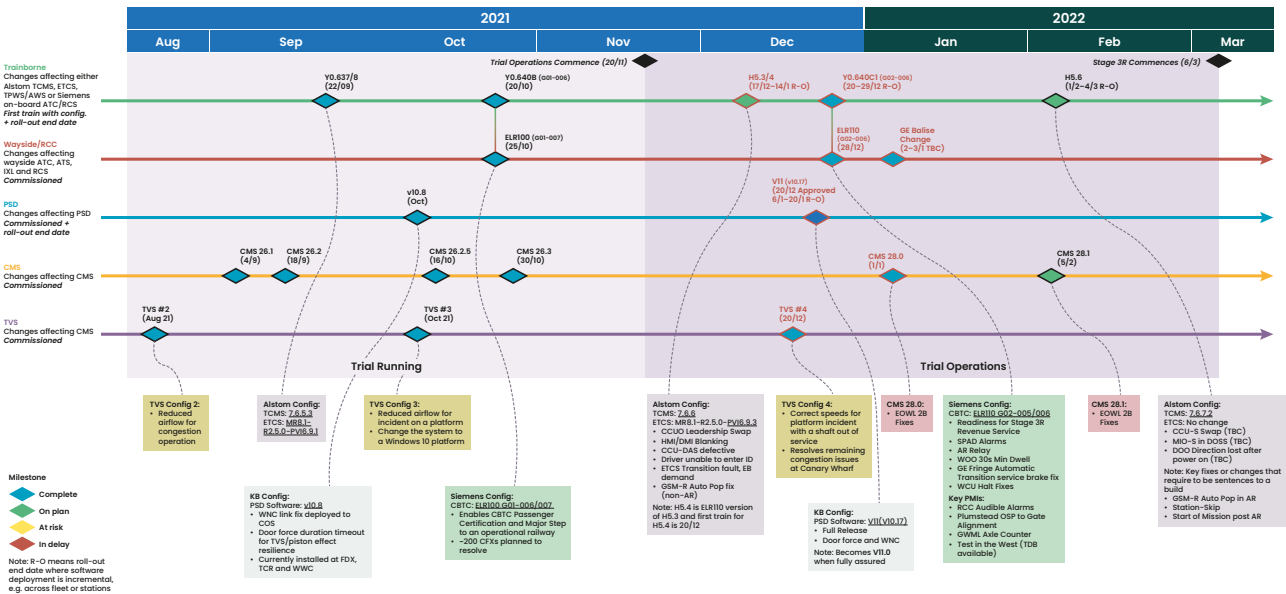 2021
2022
Aug
Sep
Oct
Nov
Dec
Jan
Feb
Mar
Trial Operations Commence (20/11)
Stage 3R Commences (6/3)
Trainborne
Changes affecting either
Alstom TCMS, ETCS,
TPWS/AWS or Siemens
on-board ATC/RCS
First train with config.
+ roll-out end date
Y0.637/8
(22/09)
Y0.640B (G01-006)
(20/10)
H5.3/4
(17/12-14/1 R-O)
Y0.640C1 (G02-006)
(20-29/12 R-O)
H5.6
(1/2-4/3 R-O)
Wayside/RCC
Changes affecting
wayside ATC, ATS,
IXL and RCS
Commissioned
ELR100 (G01-007)
(25/10)
ELR110
(G02-006)
(28/12)
GE Balise
Change
(2-3/1 TBC)
PSD
Changes affecting PSD
Commissioned +
roll-out end date
v10.8
(Oct)
V11 (v10.17)
(20/12 Approved
6/1-20/1 R-O)
CMS
Changes affecting CMS
Commissioned
CMS 26.1
(4/9)
CMS 26.2
(18/9)
CMS 26.2.5
(16/10)
CMS 26.3
(30/10)
CMS 28.0
(1/1)
CMS 28.1
(5/2)
TVS
Changes affecting CMS
Commissioned
TVS #2
(Aug 21)
TVS #3
(Oct 21)
TVS #4
(20/12)
Trial Running
Trial Operations
TVS Config 2:
• Reduced
airflow for
congestion
operation
Alstom Config:
TCMS: 7.6.5.3
ETCS: MR8.1-
R2.5.0-PVI6.9.1
TVS Config 3:
• Reduced airflow for
incident on a platform
• Change the system to
a Windows 10 platform
Alstom Config:
TCMS: 7.6.6
ETCS: MR8.1-R2.5.0-PVI6.9.3
• CCUO Leadership Swap
• HMI/DMI Blanking
• CCU-DAS defective
• Driver unable to enter ID
• ETCS Transition fault, EB
demand
• GSM-R Auto Pop fix
(non-AR)
Note: H5.4 is ELR110 version
of H5.3 and first train for
H5.4 is 20/12
TVS Config 4:
• Correct speeds for
platform incident
with a shaft out of
service
• Resolves remaining
congestion issues
at Canary Wharf
CMS 28.0:
• EOWL 2B
Fixes
Siemens Config:
CBTC: ELR110 G02-005/006
• Readiness for Stage 3R
Revenue Service
• SPAD Alarms
• AR Relay
• WOO 30s Min Dwell
• GE Fringe Automatic
Transition service brake fix
• WCU Halt Fixes
Key PMIs:
• RCC Audible Alarms
• Plumstead OSP to Gate
Alignment
• GWML Axle Counter
• Test in the West (TDB
available)
CMS 28.1:
• EOWL 2B
Fixes
Alstom Config:
TCMS: 7.6.7.2
ETCS: No change
• CCU-S Swap (TBC)
• MIO-S in DOSS (TBC)
• DOO Direction lost after
power on (TBC)
Note: Key fixes or changes that
require to be sentences to a
build
• GSM-R Auto Pop in AR
• Station-Skip
• Start of Mission post AR
KB Config:
PSD Software: v10.8
• WNC link fix deployed to
COS
• Door force duration timeout
for TVS/piston effect
resilience
• Currently installed at FDX,
TCR and WWC
Siemens Config:
CBTC: ELR100 G01-006/007
• Enables CBTC Passenger
Certification and Major Step
to an operational railway
• ~200 CFXs planned to
resolve
KB Config:
PSD Software: V11(V10.17)
• Full Release
• Door force and WNC
Note: Becomes V11.0
when fully assured
Milestone
Complete
On plan
At risk
In delay
Note: R-O means roll-out
end date where software
deployment is incremental,
e.g. across fleet or stations